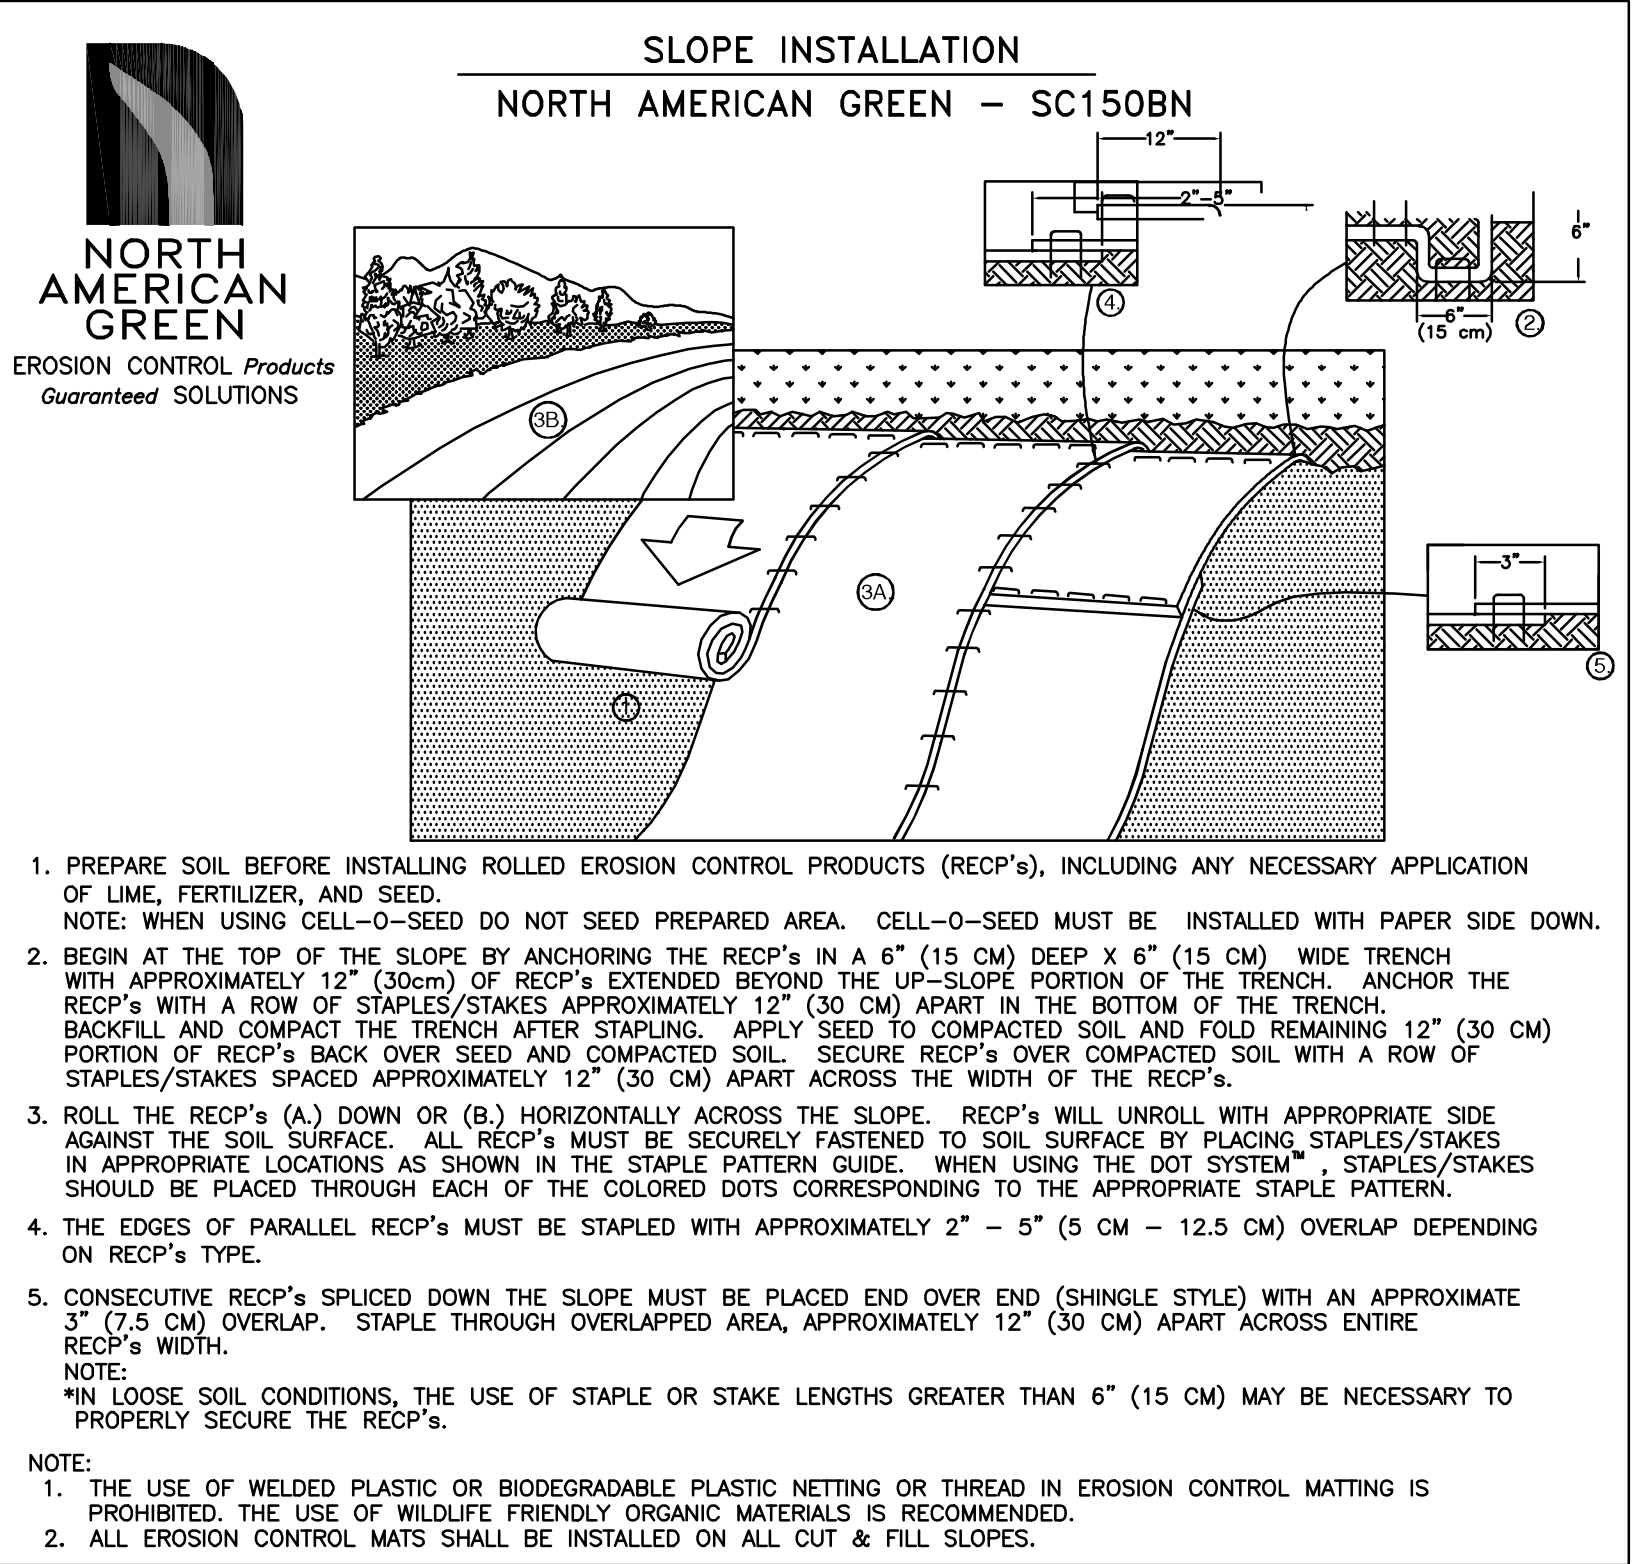 SLOPE INSTALLATION
NORTH AMERICAN GREEN - SC150BN
NORTH
AMERICAN
GREEN
EROSION CONTROL Products
Guaranteed SOLUTIONS
12"
2"-5"
4.
6"
6"
(15 cm)
2.
3B.
3A.
3"
5.
1.
1. PREPARE SOIL BEFORE INSTALLING ROLLED EROSION CONTROL PRODUCTS (RECP's), INCLUDING ANY NECESSARY APPLICATION
OF LIME, FERTILIZER, AND SEED.
NOTE: WHEN USING CELL-O-SEED DO NOT SEED PREPARED AREA. CELL-O-SEED MUST BE INSTALLED WITH PAPER SIDE DOWN.
2. BEGIN AT THE TOP OF THE SLOPE BY ANCHORING THE RECP's IN A 6" (15 CM) DEEP X 6" (15 CM) WIDE TRENCH
WITH APPROXIMATELY 12" (30cm) OF RECP's EXTENDED BEYOND THE UP-SLOPE PORTION OF THE TRENCH. ANCHOR THE
RECP's WITH A ROW OF STAPLES/STAKES APPROXIMATELY 12" (30 CM) APART IN THE BOTTOM OF THE TRENCH.
BACKFILL AND COMPACT THE TRENCH AFTER STAPLING. APPLY SEED TO COMPACTED SOIL AND FOLD REMAINING 12" (30 CM)
PORTION OF RECP's BACK OVER SEED AND COMPACTED SOIL. SECURE RECP's OVER COMPACTED SOIL WITH A ROW OF
STAPLES/STAKES SPACED APPROXIMATELY 12" (30 CM) APART ACROSS THE WIDTH OF THE RECP's.
3. ROLL THE RECP's (A.) DOWN OR (B.) HORIZONTALLY ACROSS THE SLOPE. RECP's WILL UNROLL WITH APPROPRIATE SIDE
AGAINST THE SOIL SURFACE. ALL RECP's MUST BE SECURELY FASTENED TO SOIL SURFACE BY PLACING STAPLES/STAKES
IN APPROPRIATE LOCATIONS AS SHOWN IN THE STAPLE PATTERN GUIDE. WHEN USING THE DOT SYSTEM™ , STAPLES/STAKES
SHOULD BE PLACED THROUGH EACH OF THE COLORED DOTS CORRESPONDING TO THE APPROPRIATE STAPLE PATTERN.
4. THE EDGES OF PARALLEL RECP's MUST BE STAPLED WITH APPROXIMATELY 2" - 5" (5 CM - 12.5 CM) OVERLAP DEPENDING
ON RECP's TYPE.
5. CONSECUTIVE RECP's SPLICED DOWN THE SLOPE MUST BE PLACED END OVER END (SHINGLE STYLE) WITH AN APPROXIMATE
3" (7.5 CM) OVERLAP. STAPLE THROUGH OVERLAPPED AREA, APPROXIMATELY 12" (30 CM) APART ACROSS ENTIRE
RECP's WIDTH.
NOTE:
*IN LOOSE SOIL CONDITIONS, THE USE OF STAPLE OR STAKE LENGTHS GREATER THAN 6" (15 CM) MAY BE NECESSARY TO
PROPERLY SECURE THE RECP's.
NOTE:
1. THE USE OF WELDED PLASTIC OR BIODEGRADABLE PLASTIC NETTING OR THREAD IN EROSION CONTROL MATTING IS
PROHIBITED. THE USE OF WILDLIFE FRIENDLY ORGANIC MATERIALS IS RECOMMENDED.
2. ALL EROSION CONTROL MATS SHALL BE INSTALLED ON ALL CUT & FILL SLOPES.